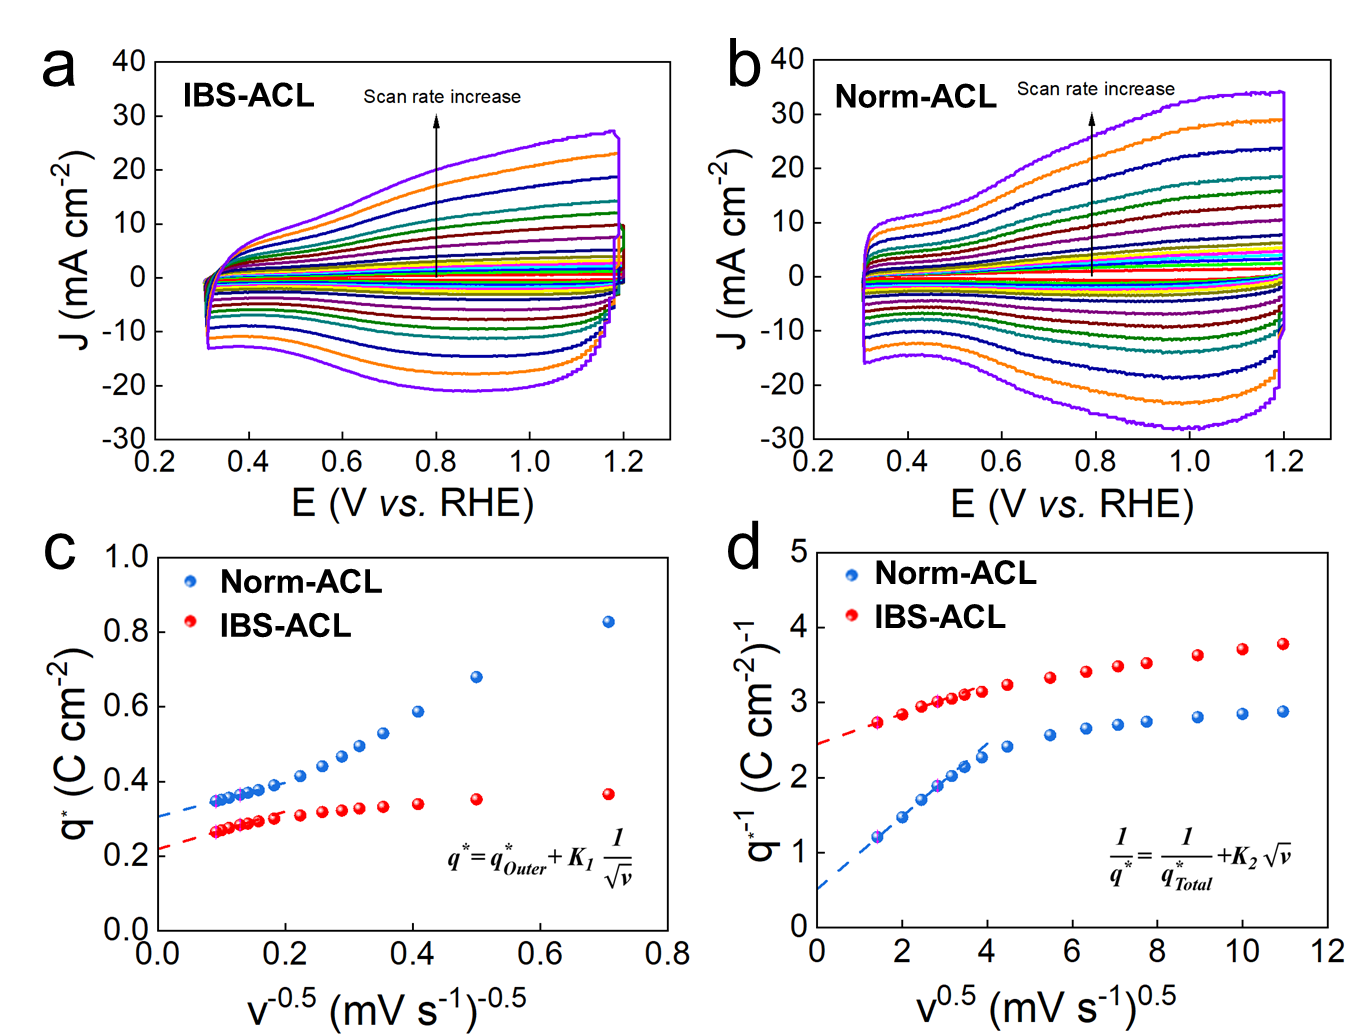 a
IBS-ACL
Scan rate increase
40
30
20
10
0
-10
-20
-30
J (mA cm-2)
0.2 0.4 0.6 0.8 1.0 1.2
E (V vs. RHE)
b
Norm-ACL
Scan rate increase
40
30
20
10
0
-10
-20
-30
J (mA cm-2)
0.2 0.4 0.6 0.8 1.0 1.2
E (V vs. RHE)
c
Norm-ACL
IBS-ACL
1.0
0.8
0.6
0.4
0.2
0.0
q* (C cm-2)
q*=q*Outer+K1 1/√v
0.0 0.2 0.4 0.6 0.8
v-0.5 (mV s-1)-0.5
d
Norm-ACL
IBS-ACL
5
4
3
2
1
0
q*-1 (C cm-2)-1
1/q*=1/q*Total+K2√v
0 2 4 6 8 10 12
v0.5 (mV s-1)0.5